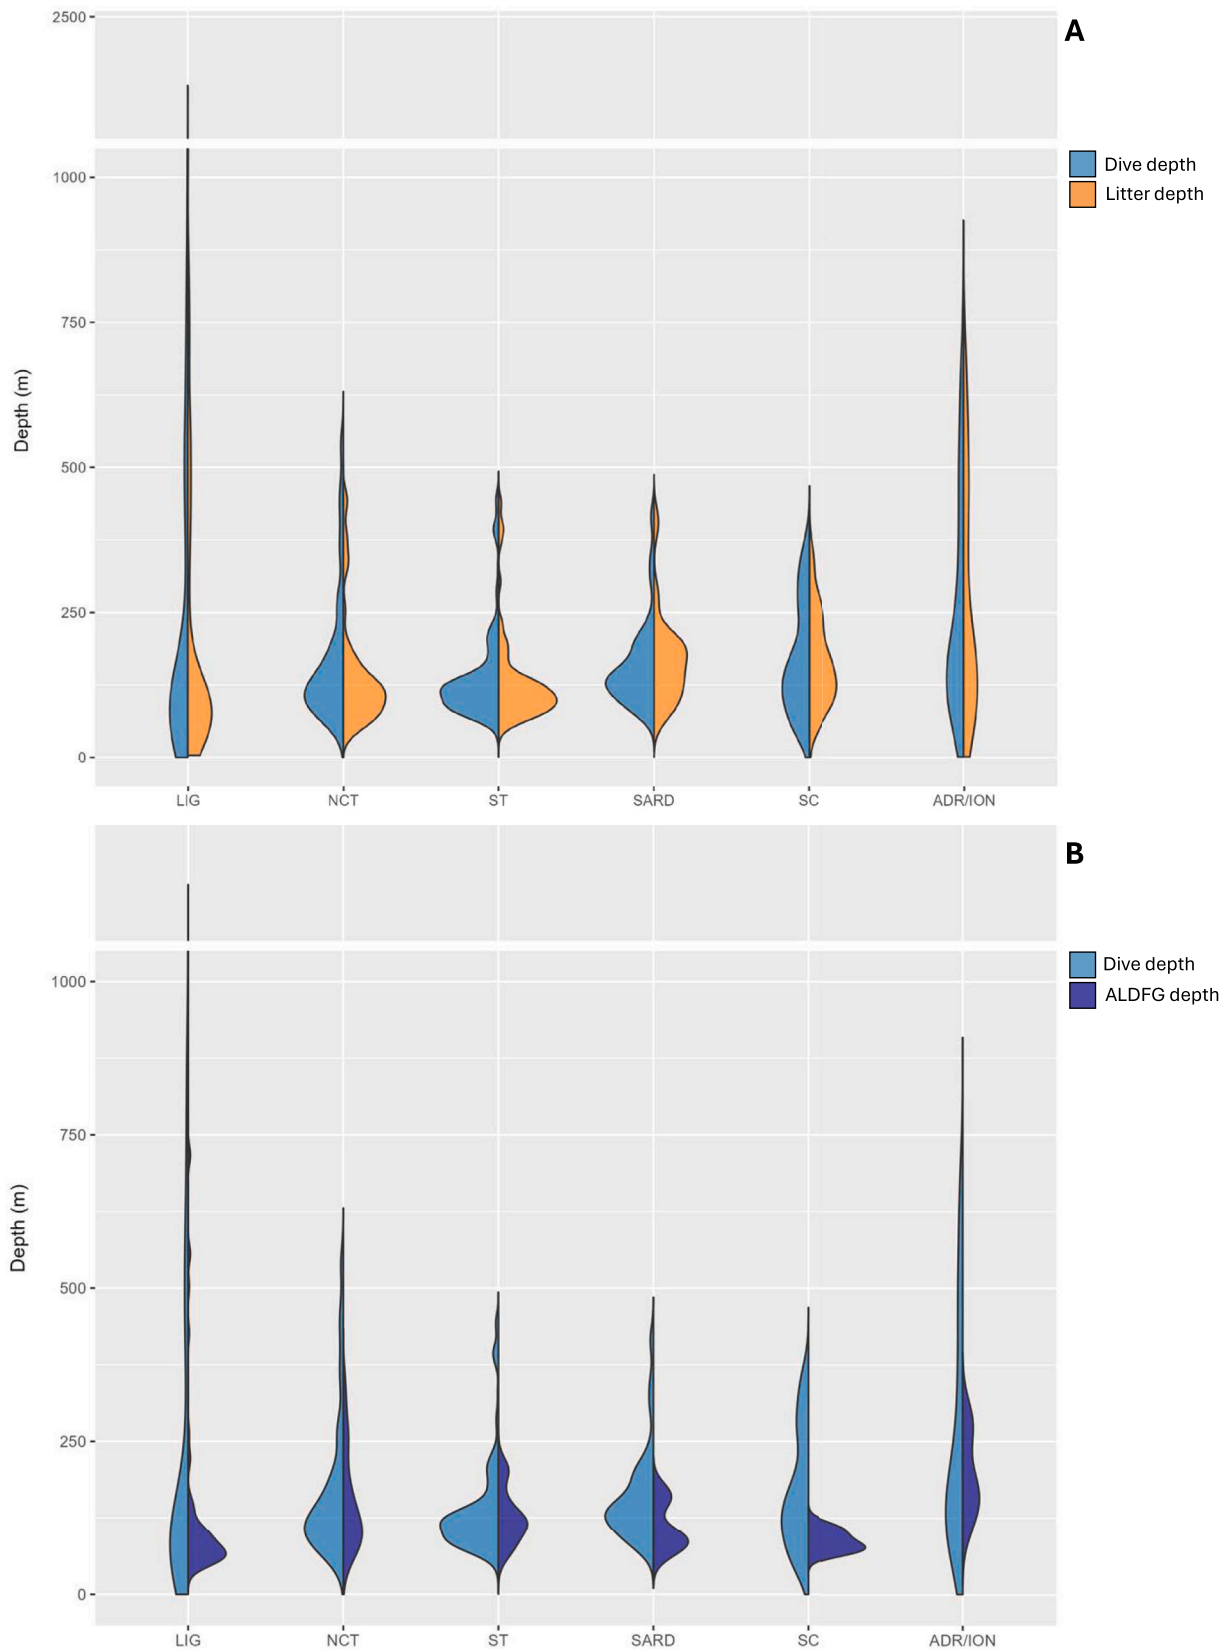 2500
A
1000
Dive depth
Litter depth
750
Depth (m)
500
250
0
LIG NCT ST SARD SC ADR/ION
B
1000
Dive depth
ALDFG depth
750
Depth (m)
500
250
0
LIG NCT ST SARD SC ADR/ION